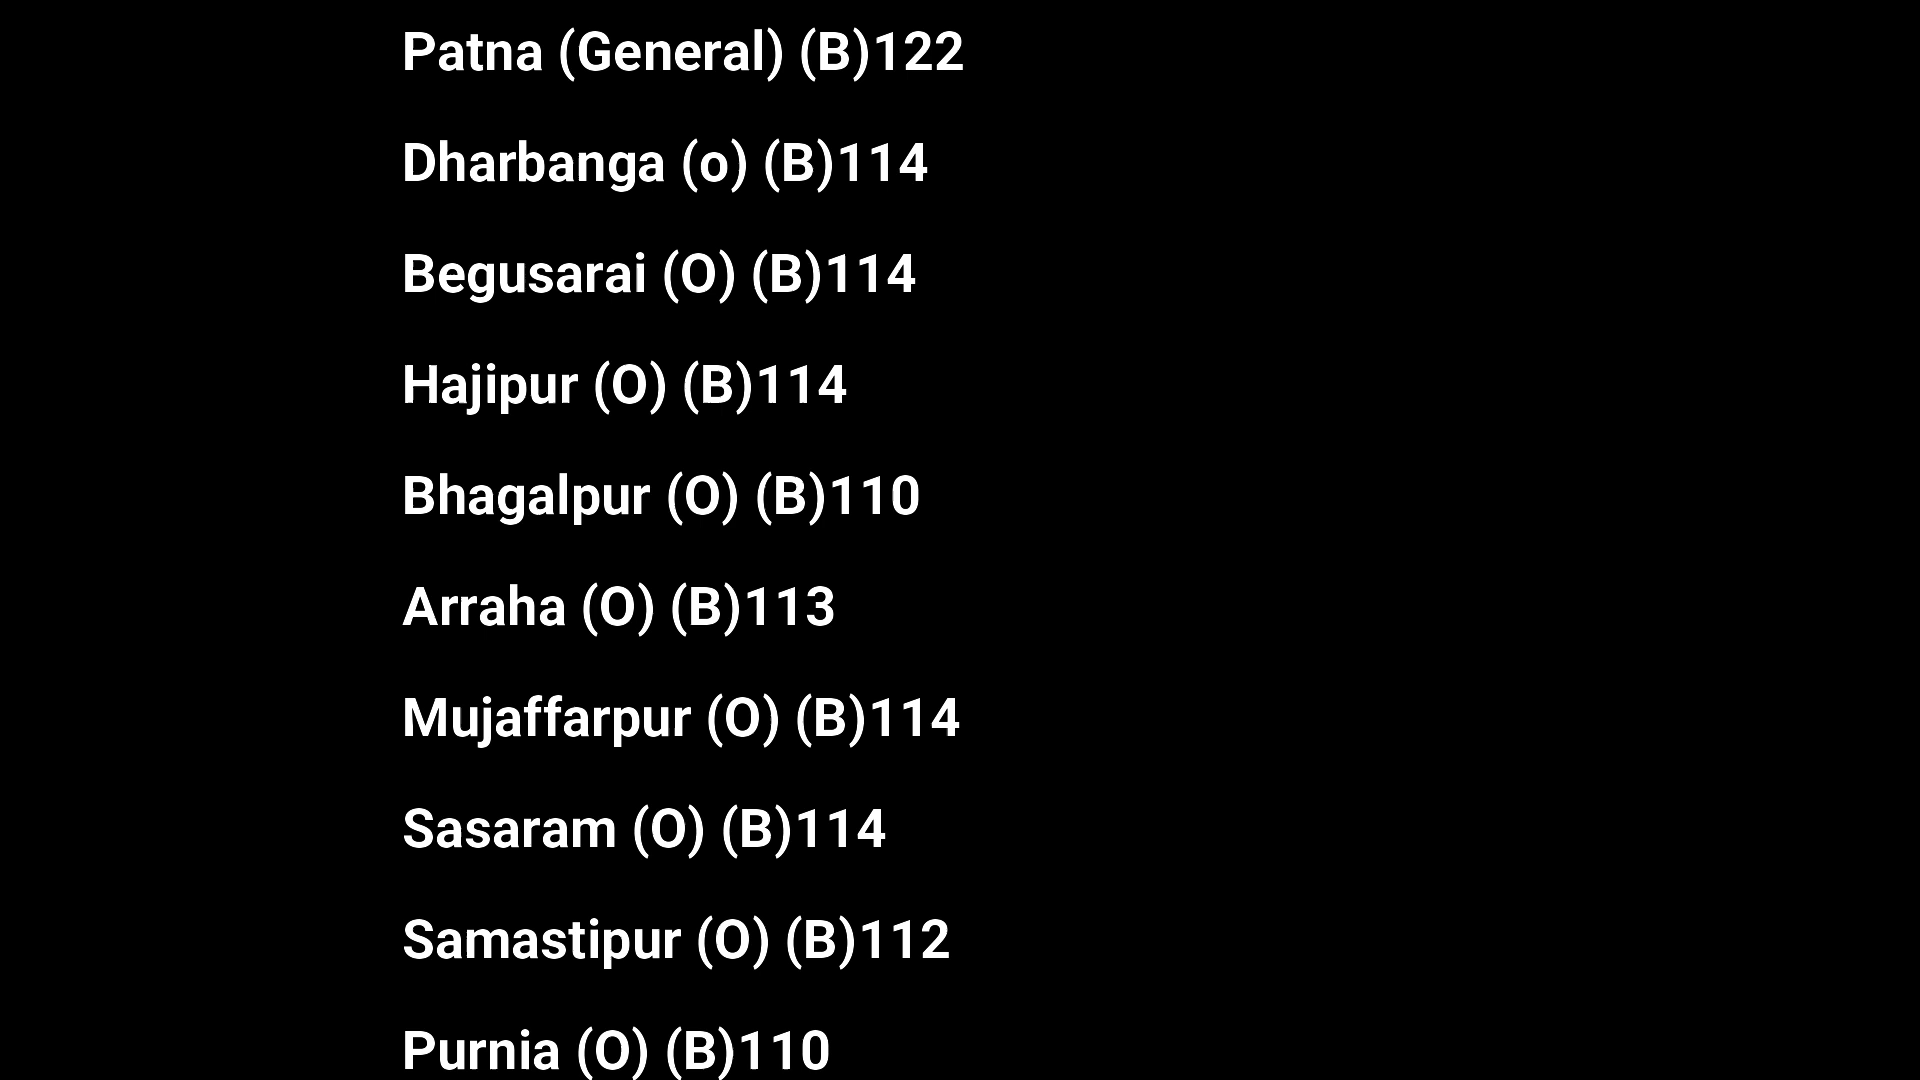 Patna (General) (B)122
Dharbanga (o) (B)114
Begusarai (O) (B)114
Hajipur (O) (B)114
Bhagalpur (O) (B)110
Arraha (O) (B)113
Mujaffarpur (O) (B)114
Sasaram (O) (B)114
Samastipur (O) (B)112
Purnia (O) (B)110